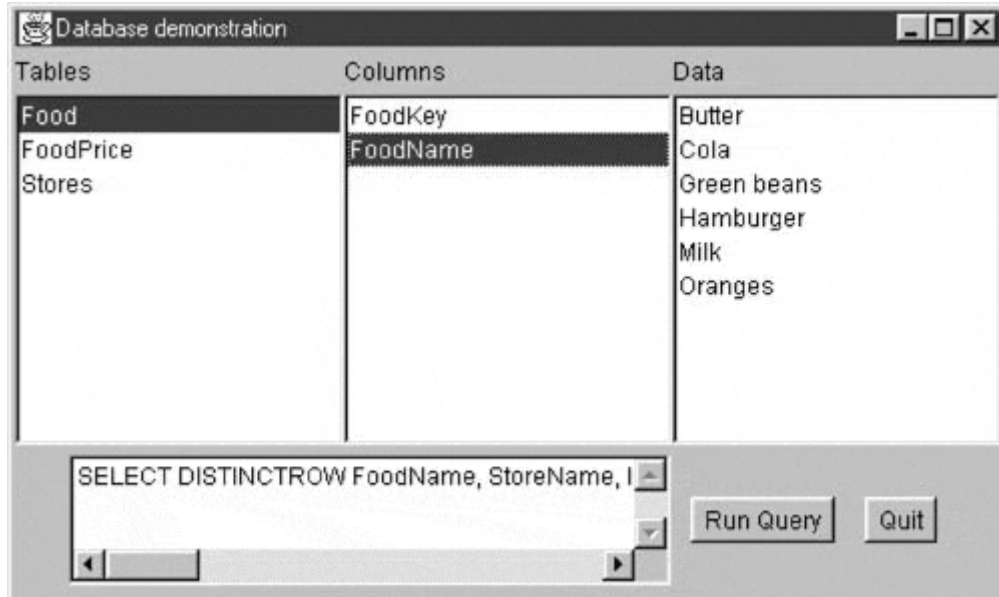 Database demonstration
Tables
Columns
Data
Food
FoodPrice
Stores
FoodKey
FoodName
Butter
Cola
Green beans
Hamburger
Milk
Oranges
SELECT DISTINCTROW FoodName, StoreName,
Run Query
Quit